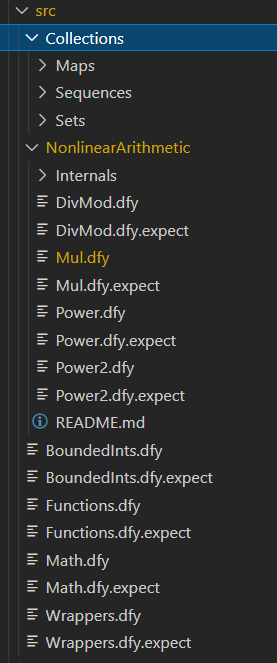 src
Collections
Maps
Sequences
Sets
NonlinearArithmetic
Internals
DivMod.dfy
DivMod.dfy.expect
Mul.dfy
Mul.dfy.expect
Power.dfy
Power.dfy.expect
Power2.dfy
Power2.dfy.expect
README.md
BoundedInts.dfy
BoundedInts.dfy.expect
Functions.dfy
Functions.dfy.expect
Math.dfy
Math.dfy.expect
Wrappers.dfy
Wrappers.dfy.expect